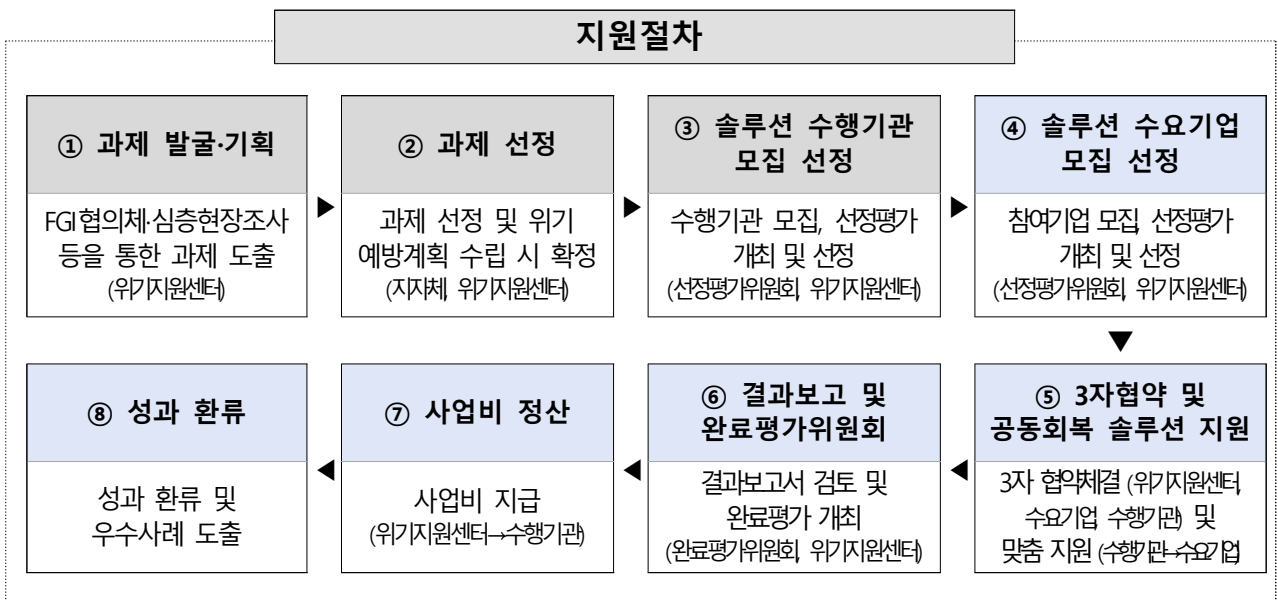 지원절차
① 과제 발굴·기획
FGI협의체·심층현장조사
등을 통한 과제 도출
(위기지원센터)
▶
② 과제 선정
과제 선정 및 위기
예방계획 수립 시 확정
(지자체, 위기지원센터)
▶
③ 솔루션 수행기관
모집 선정
수행기관 모집, 선정평가
개최 및 선정
(선정평가위원회, 위기지원센터)
▶
④ 솔루션 수요기업
모집 선정
참여기업 모집, 선정평가
개최 및 선정
(선정평가위원회, 위기지원센터)
▼
⑤ 3자협약 및
공동회복 솔루션 지원
3자 협약체결 (위기지원센터,
수요기업, 수행기관) 및
맞춤 지원 (수행기관→수요기업)
◀
⑥ 결과보고 및
완료평가위원회
결과보고서 검토 및
완료평가 개최
(완료평가위원회, 위기지원센터)
◀
⑦ 사업비 정산
사업비 지급
(위기지원센터→수행기관)
◀
⑧ 성과 환류
성과 환류 및
우수사례 도출